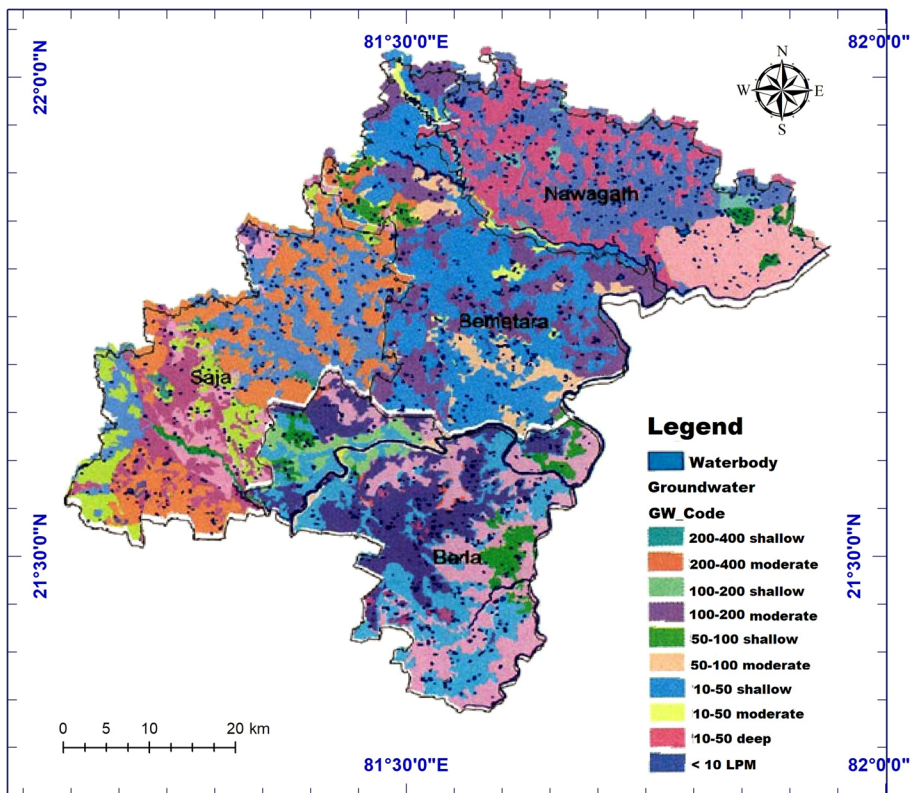 81°30'0"E
82°0'0"
22°0'0"N
N
W E
S
Nawagarh
Bemetara
Saja
Legend
Waterbody
Groundwater
GW_Code
200-400 shallow
200-400 moderate
100-200 shallow
100-200 moderate
50-100 shallow
50-100 moderate
10-50 shallow
10-50 moderate
10-50 deep
< 10 LPM
21°30'0"N
21°30'0"N
Berla
0 5 10 20 km
81°30'0"E
82°0'0"